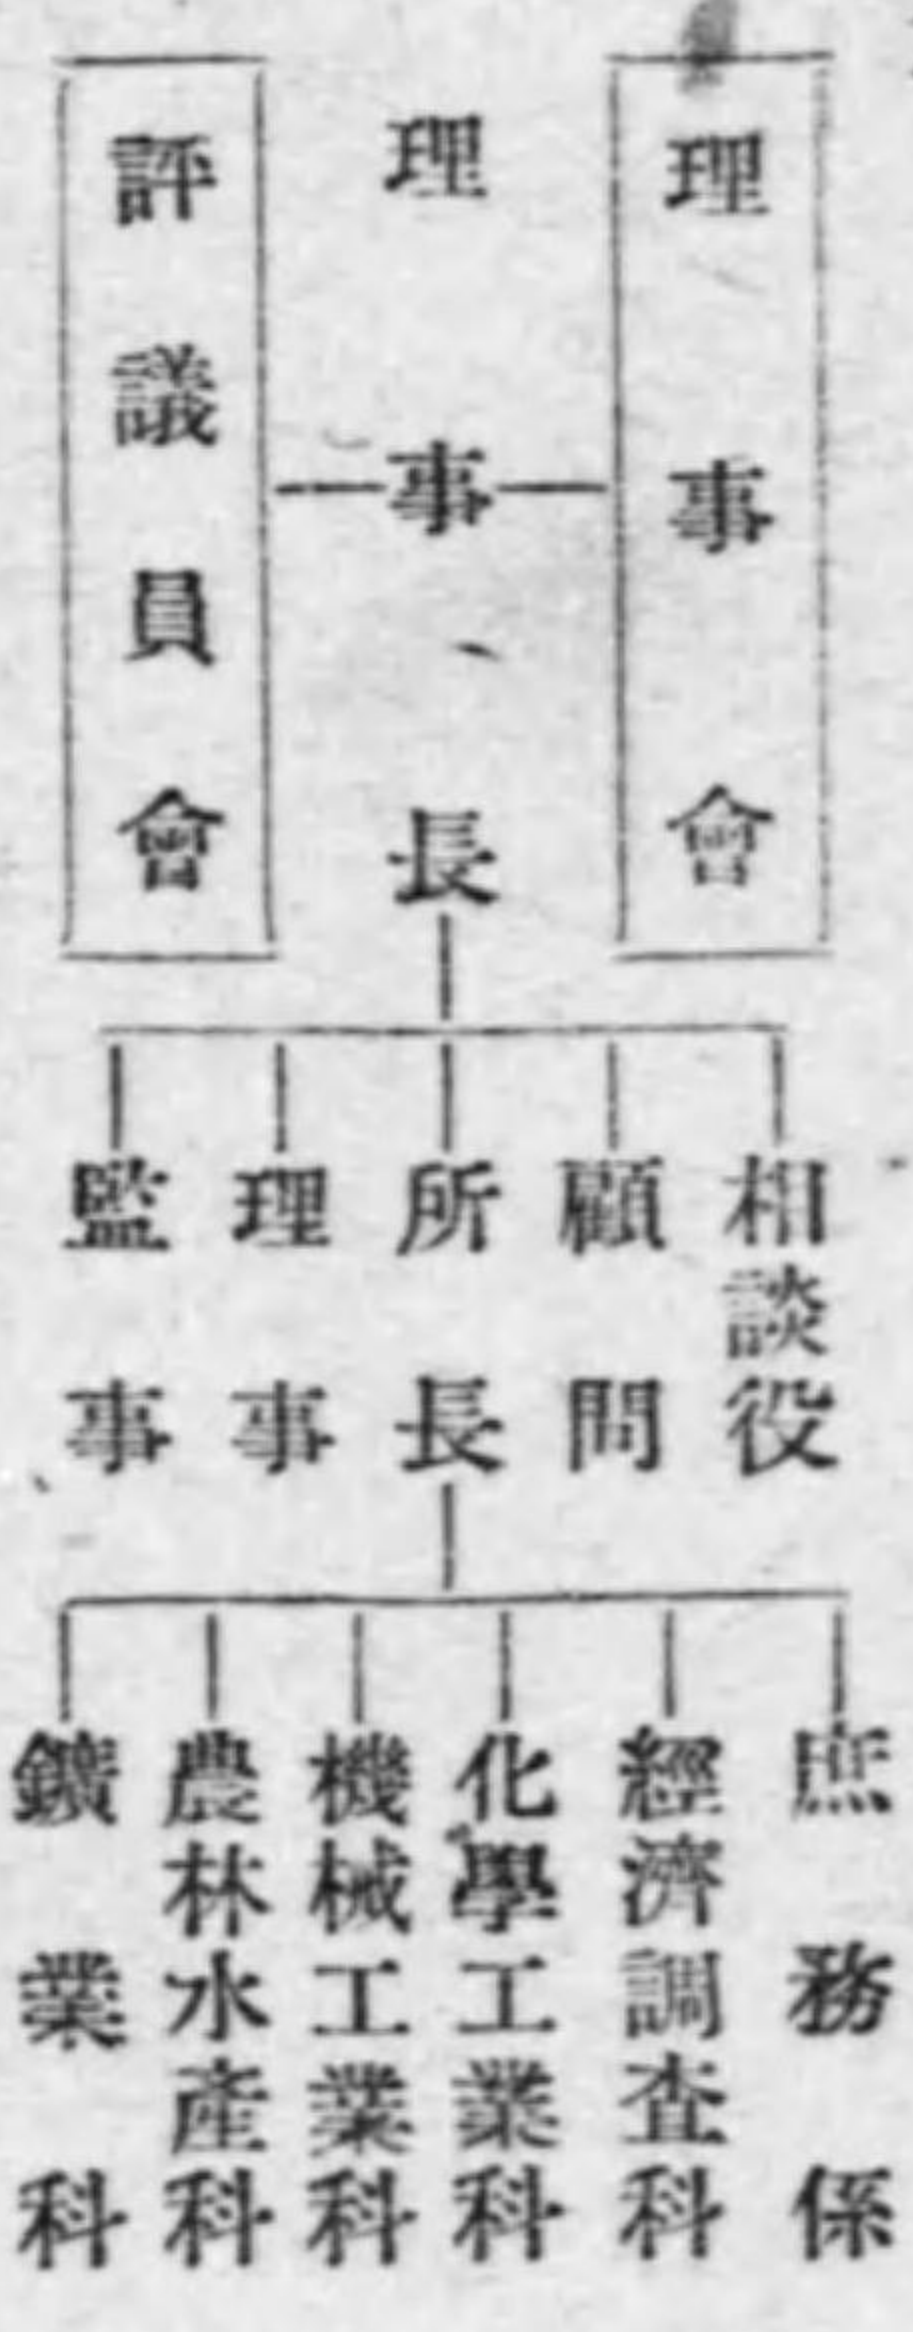 理事會
理事長
評議員會
相談役
顧問
所長
理事
監事
庶務係
經濟調査科
化學工業科
機械工業科
農林水產科
鑛業科